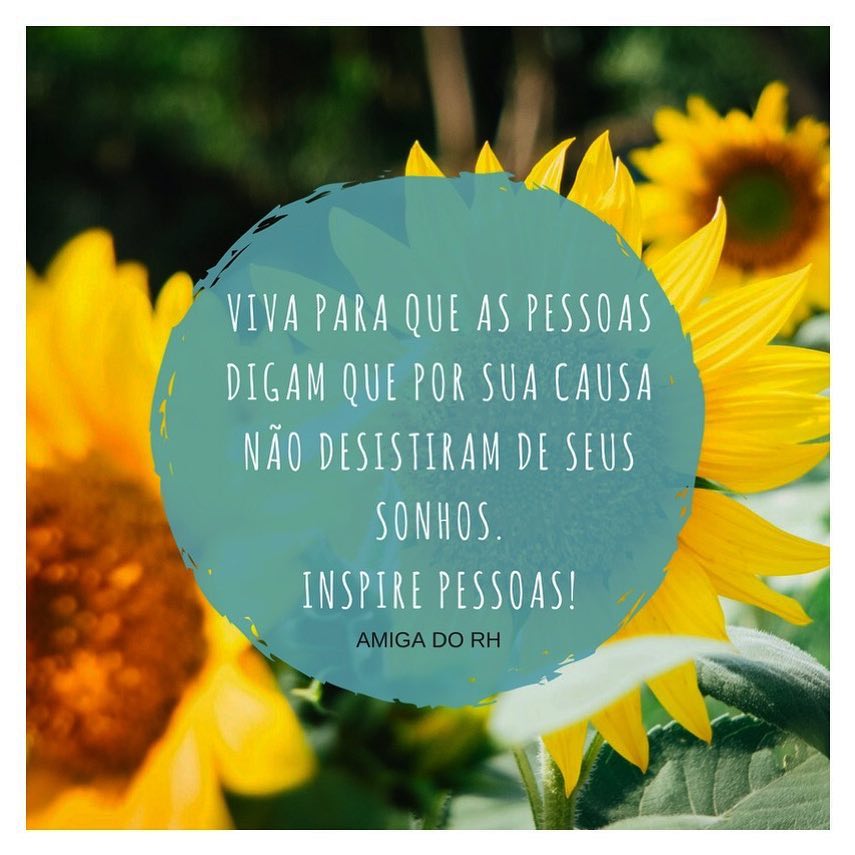 VIVA PARA QUE AS PESSOAS
DIGAM QUE POR SUA CAUSA
NÃO DESISTIRAM DE SEUS
SONHOS.
INSPIRE PESSOAS!
AMIGA DO RH